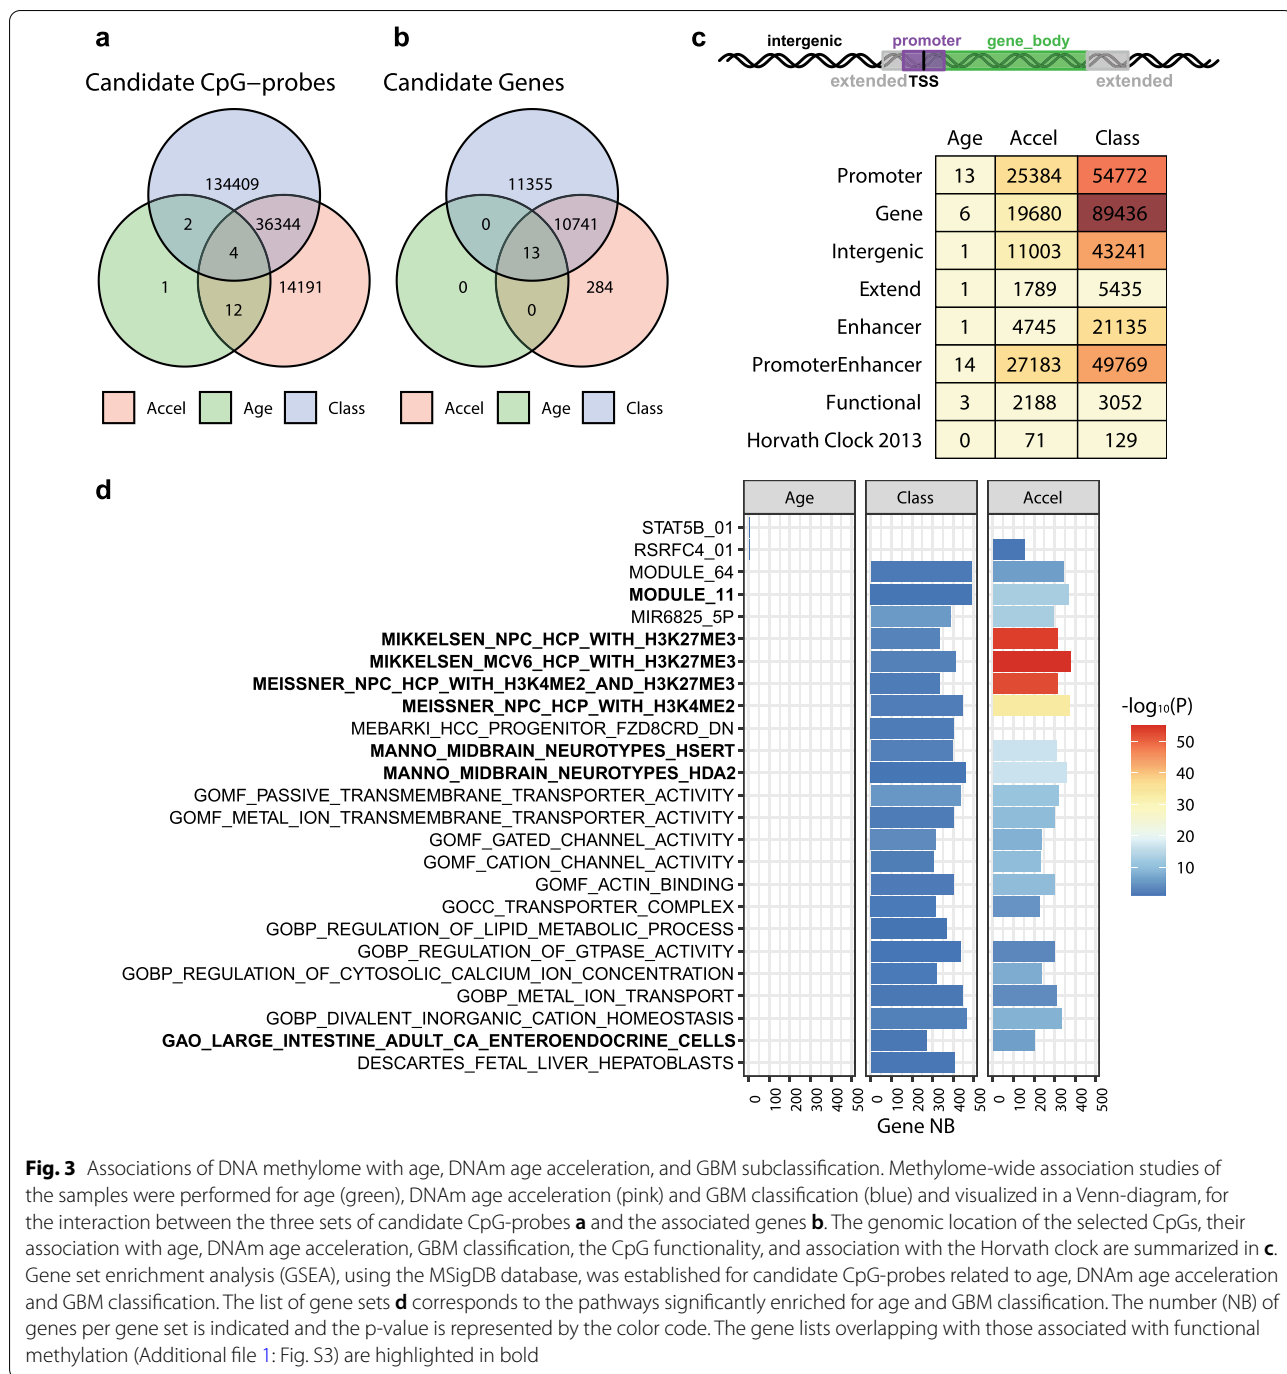 a
Candidate CpG–probes
134409
2
36344
4
1
14191
12
Accel
Age
Class
b
Candidate Genes
11355
0
10741
13
0
284
0
Accel
Age
Class
c
intergenic
promoter
gene_body
extended
TSS
extended
Age Accel Class
Promoter 13 25384 54772
Gene 6 19680 89436
Intergenic 1 11003 43241
Extend 1 1789 5435
Enhancer 1 4745 21135
PromoterEnhancer 14 27183 49769
Functional 3 2188 3052
Horvath Clock 2013 0 71 129
d
Age Class Accel
STAT5B_01
RSRFC4_01
MODULE_64
MODULE_11
MIR6825_5P
MIKKELSEN_NPC_HCP_WITH_H3K27ME3
MIKKELSEN_MCV6_HCP_WITH_H3K27ME3
MEISSNER_NPC_HCP_WITH_H3K4ME2_AND_H3K27ME3
MEISSNER_NPC_HCP_WITH_H3K4ME2
MEBARKI_HCC_PROGENITOR_FZD8CRD_DN
MANNO_MIDBRAIN_NEUROTYPES_HSERT
MANNO_MIDBRAIN_NEUROTYPES_HDA2
GOMF_PASSIVE_TRANSMEMBRANE_TRANSPORTER_ACTIVITY
GOMF_METAL_ION_TRANSMEMBRANE_TRANSPORTER_ACTIVITY
GOMF_GATED_CHANNEL_ACTIVITY
GOMF_CATION_CHANNEL_ACTIVITY
GOMF_ACTIN_BINDING
GOCC_TRANSPORTER_COMPLEX
GOBP_REGULATION_OF_LIPID_METABOLIC_PROCESS
GOBP_REGULATION_OF_GTPASE_ACTIVITY
GOBP_REGULATION_OF_CYTOSOLIC_CALCIUM_ION_CONCENTRATION
GOBP_METAL_ION_TRANSPORT
GOBP_DIVALENT_INORGANIC_CATION_HOMEOSTASIS
GAO_LARGE_INTESTINE_ADULT_CA_ENTEROENDOCRINE_CELLS
DESCARTES_FETAL_LIVER_HEPATOBLASTS
0 100 200 300 400 500
0 100 200 300 400 500
0 100 200 300 400 500
Gene NB
-log10(P)
50
40
30
20
10
Fig. 3 Associations of DNA methylome with age, DNAm age acceleration, and GBM subclassification. Methylome-wide association studies of
the samples were performed for age (green), DNAm age acceleration (pink) and GBM classification (blue) and visualized in a Venn-diagram, for
the interaction between the three sets of candidate CpG-probes a and the associated genes b. The genomic location of the selected CpGs, their
association with age, DNAm age acceleration, GBM classification, the CpG functionality, and association with the Horvath clock are summarized in c.
Gene set enrichment analysis (GSEA), using the MSigDB database, was established for candidate CpG-probes related to age, DNAm age acceleration
and GBM classification. The list of gene sets d corresponds to the pathways significantly enriched for age and GBM classification. The number (NB) of
genes per gene set is indicated and the p-value is represented by the color code. The gene lists overlapping with those associated with functional
methylation (Additional file 1: Fig. S3) are highlighted in bold